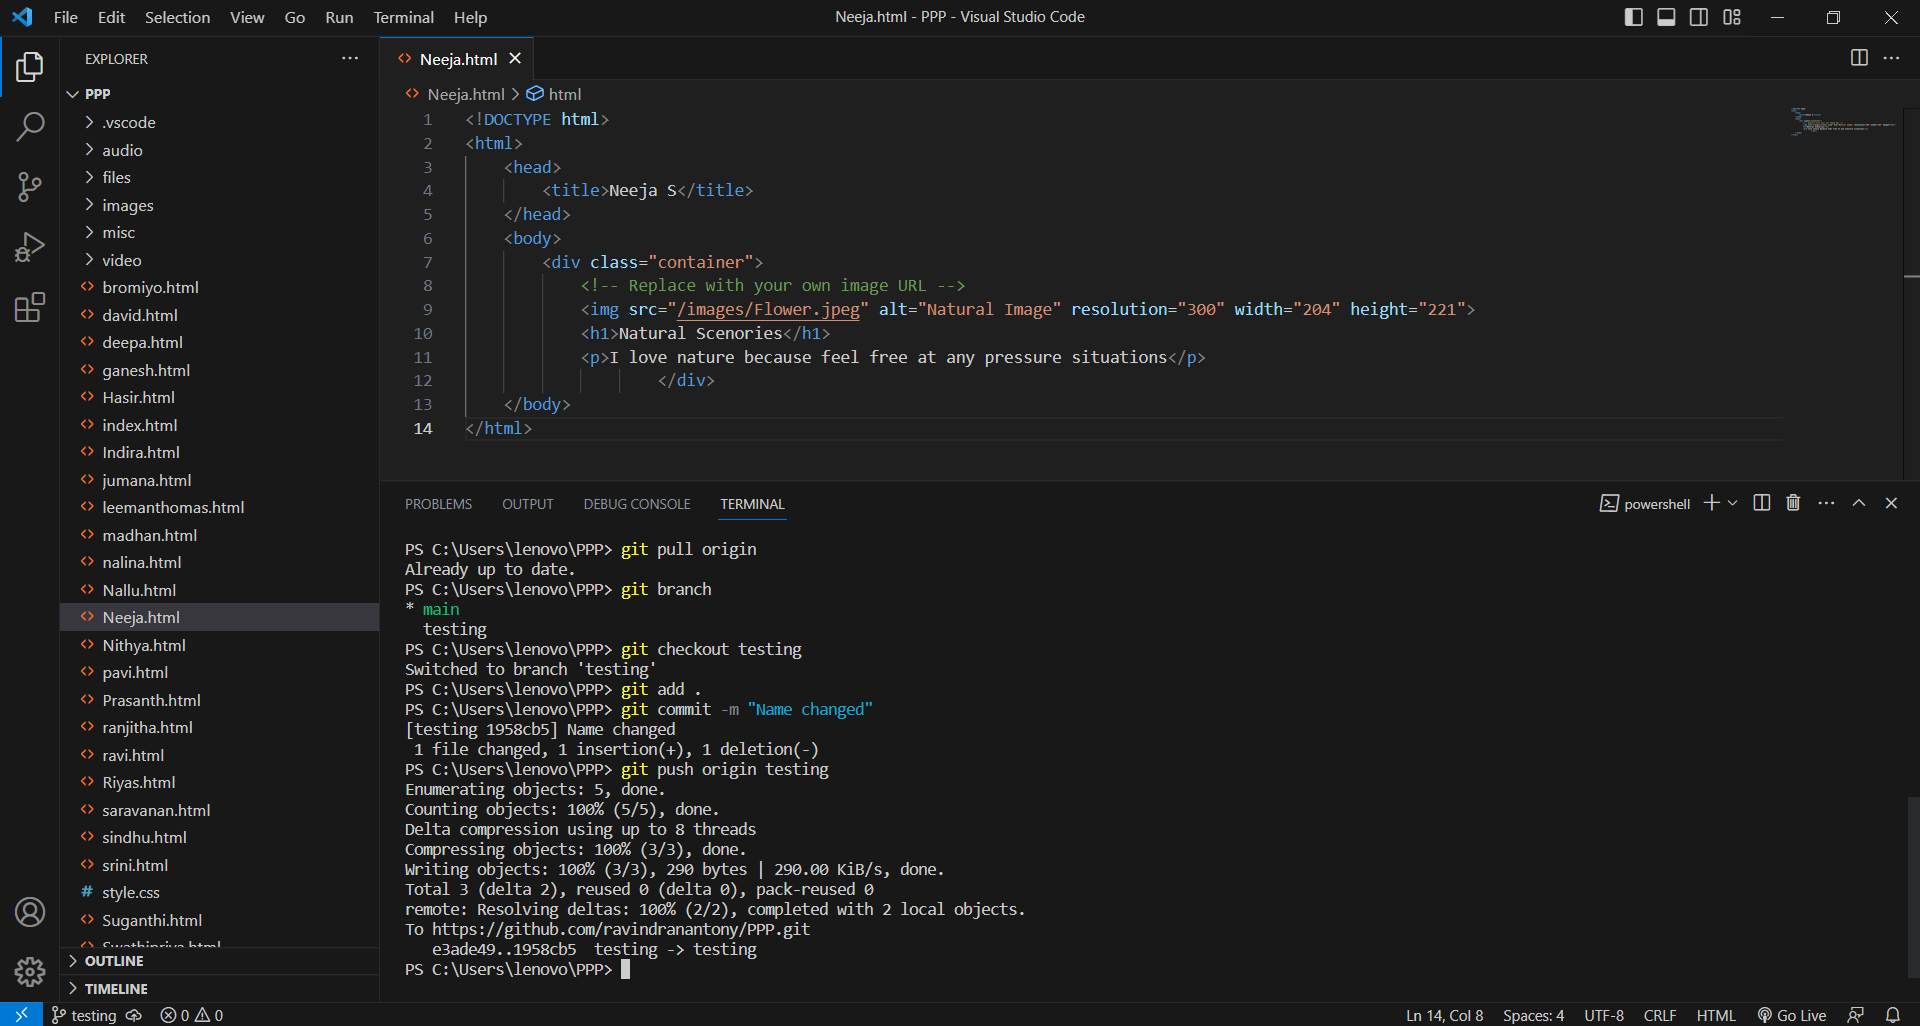 File Edit Selection View Go Run Terminal Help
Neeja.html - PPP - Visual Studio Code
EXPLORER
PPP
.vscode
audio
files
images
misc
video
bromiyo.html
david.html
deepa.html
ganesh.html
Hasir.html
index.html
Indira.html
jumana.html
leemanthomas.html
madhan.html
nalina.html
Nallu.html
Neeja.html
Nithya.html
pavi.html
Prasanth.html
ranjitha.html
ravi.html
Riyas.html
saravanan.html
sindhu.html
srini.html
# style.css
Suganthi.html
Swathipriya.html
OUTLINE
TIMELINE
Neeja.html
Neeja.html > html
1 <!DOCTYPE html>
2 <html>
3 <head>
4 <title>Neeja S</title>
5 </head>
6 <body>
7 <div class="container">
8 <!-- Replace with your own image URL -->
9 <img src="/images/Flower.jpeg" alt="Natural Image" resolution="300" width="204" height="221">
10 <h1>Natural Scenories</h1>
11 <p>I love nature because feel free at any pressure situations</p>
12 </div>
13 </body>
14 </html>
PROBLEMS OUTPUT DEBUG CONSOLE TERMINAL
powershell
PS C:\Users\lenovo\PPP> git pull origin
Already up to date.
PS C:\Users\lenovo\PPP> git branch
* main
testing
PS C:\Users\lenovo\PPP> git checkout testing
Switched to branch 'testing'
PS C:\Users\lenovo\PPP> git add .
PS C:\Users\lenovo\PPP> git commit -m "Name changed"
[testing 1958cb5] Name changed
1 file changed, 1 insertion(+), 1 deletion(-)
PS C:\Users\lenovo\PPP> git push origin testing
Enumerating objects: 5, done.
Counting objects: 100% (5/5), done.
Delta compression using up to 8 threads
Compressing objects: 100% (3/3), done.
Writing objects: 100% (3/3), 290 bytes | 290.00 KiB/s, done.
Total 3 (delta 2), reused 0 (delta 0), pack-reused 0
remote: Resolving deltas: 100% (2/2), completed with 2 local objects.
To https://github.com/ravindranantony/PPP.git
e3ade49..1958cb5 testing -> testing
PS C:\Users\lenovo\PPP>
testing 0 0
Ln 14, Col 8 Spaces: 4 UTF-8 CRLF HTML Go Live